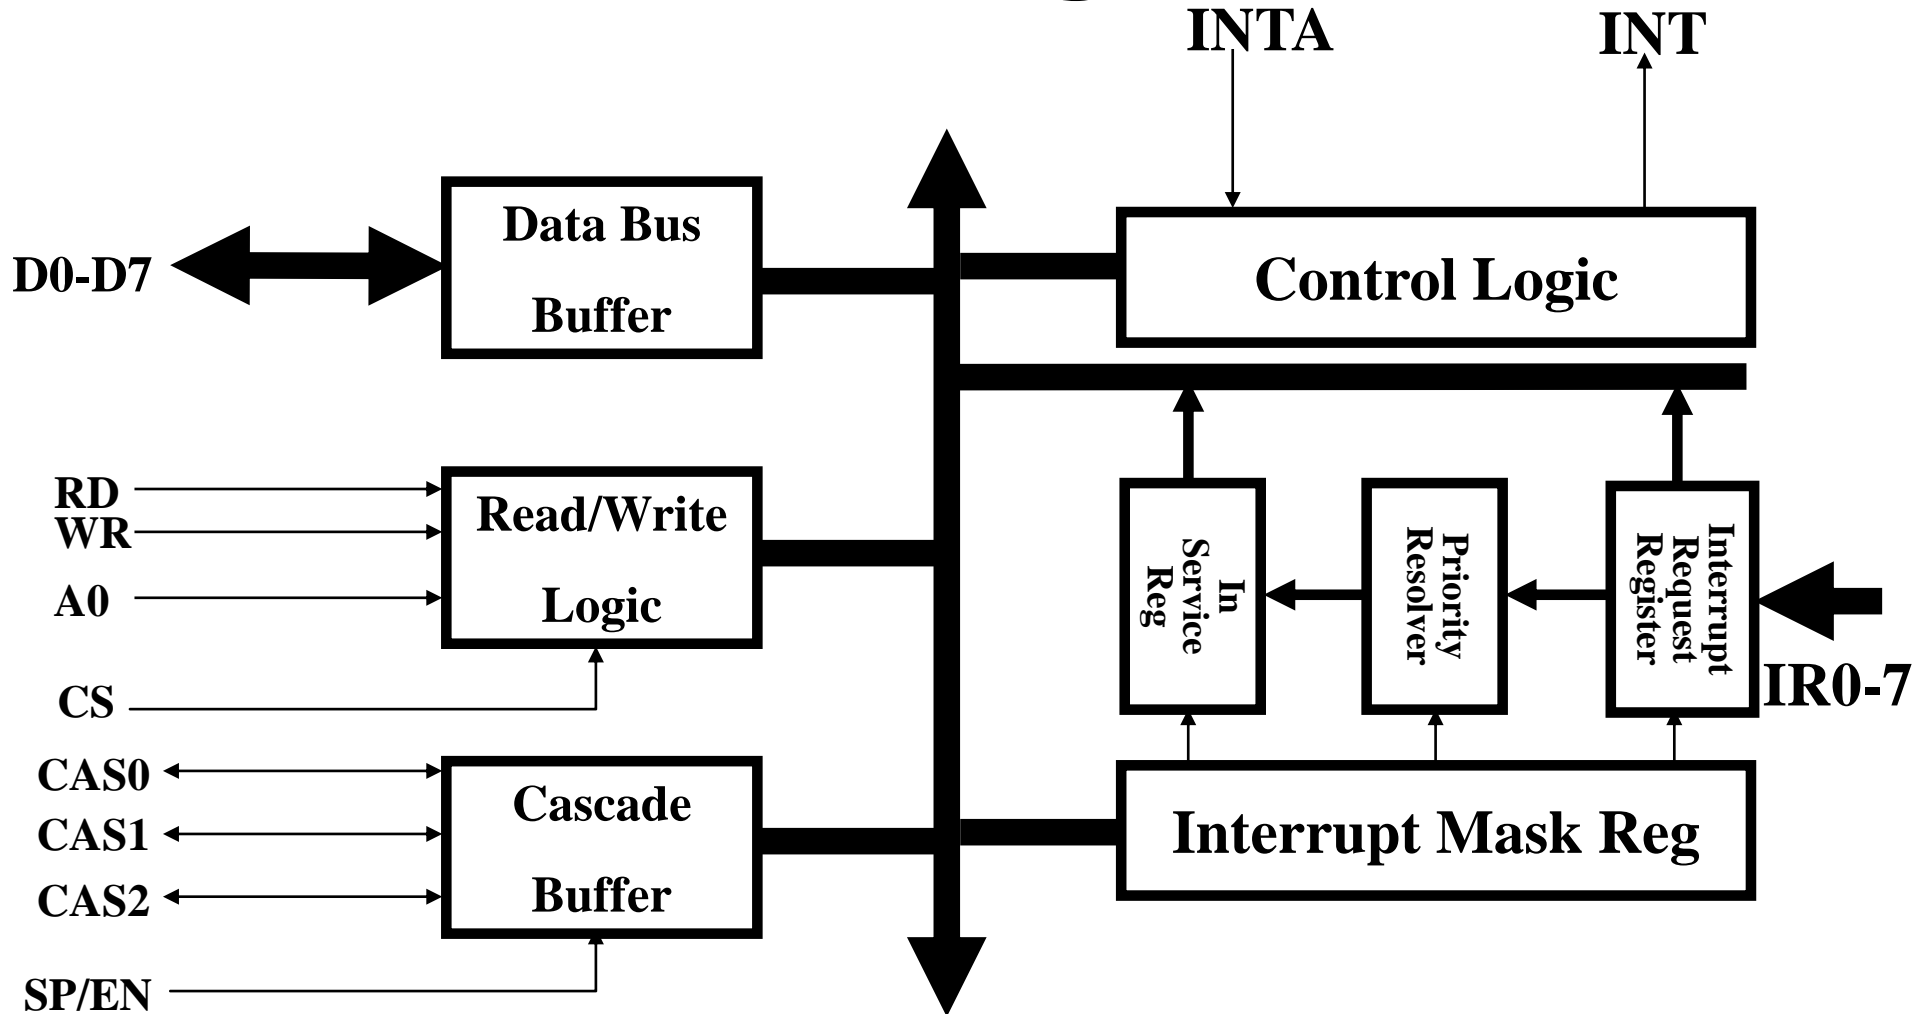 INTA
INT
Data Bus
Buffer
D0-D7
Control Logic
RD
WR
A0
CS
Read/Write
Logic
In
Service
Reg
Priority
Resolver
Interrupt
Request
Register
IR0-7
CAS0
CAS1
CAS2
SP/EN
Cascade
Buffer
Interrupt Mask Reg